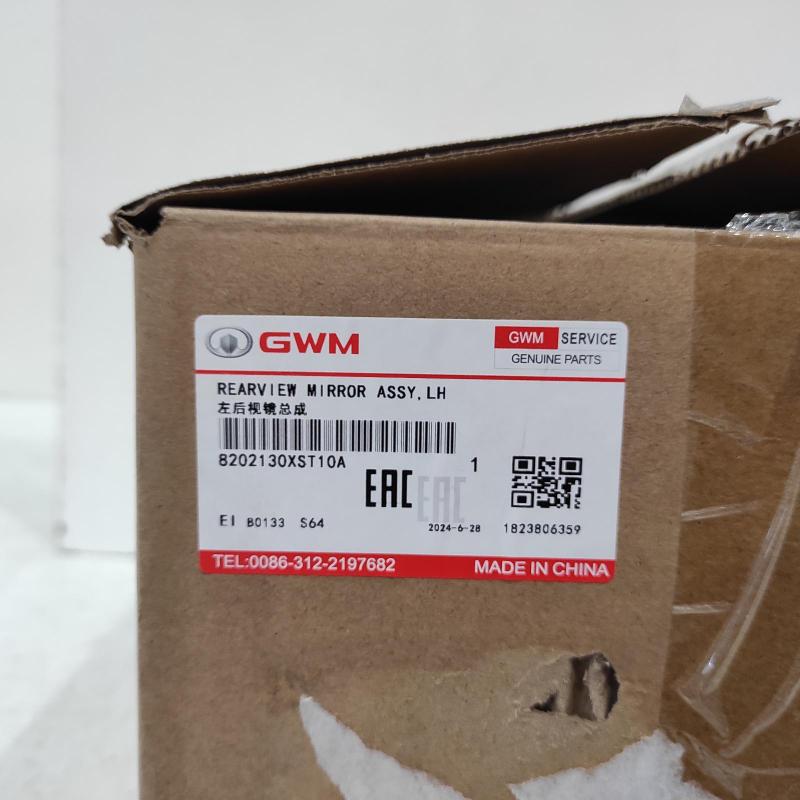 GWM
GWM SERVICE
GENUINE PARTS
REARVIEW MIRROR ASSY,LH
左后视镜总成
8202130XST10A
1
EAC
EAC
EI B0133 S64
2024-6-28
1823806359
TEL:0086-312-2197682
MADE IN CHINA